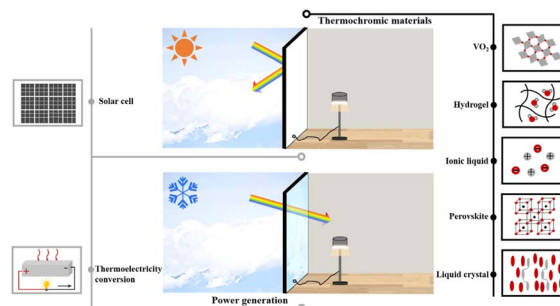 Thermochromic materials
VO₂
Solar cell
Hydrogel
Ionic liquid
Perovskite
Thermoelectricity
conversion
Liquid crystal
Power generation